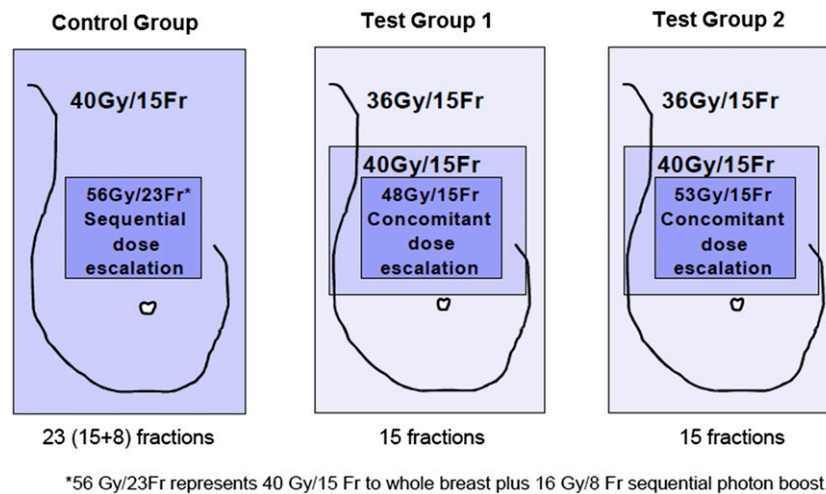 Control Group
40Gy/15Fr
56Gy/23Fr*
Sequential
dose
escalation
23 (15+8) fractions
Test Group 1
36Gy/15Fr
40Gy/15Fr
48Gy/15Fr
Concomitant
dose
escalation
15 fractions
Test Group 2
36Gy/15Fr
40Gy/15Fr
53Gy/15Fr
Concomitant
dose
escalation
15 fractions
*56 Gy/23Fr represents 40 Gy/15 Fr to whole breast plus 16 Gy/8 Fr sequential photon boost.